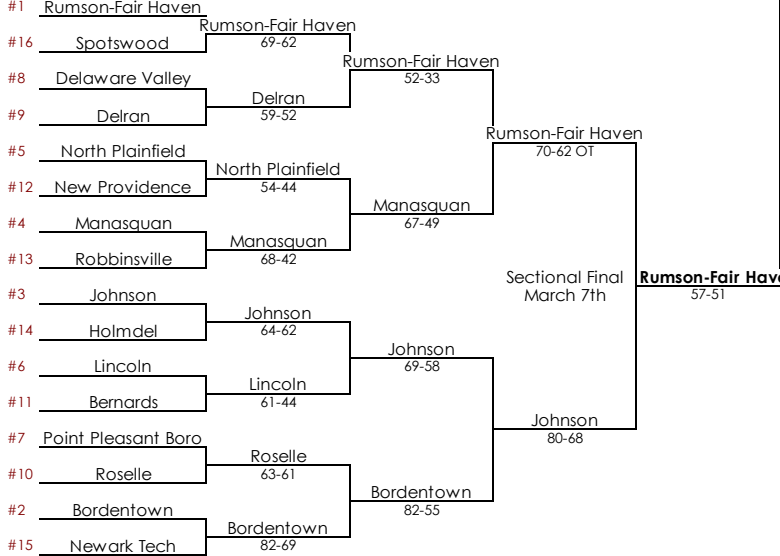 #1 Rumson-Fair Haven
Rumson-Fair Haven
#16 Spotswood
69-62
Rumson-Fair Haven
52-33
#8 Delaware Valley
Delran
#9 Delran
59-52
Rumson-Fair Haven
70-62 OT
#5 North Plainfield
North Plainfield
#12 New Providence
54-44
Manasquan
67-49
#4 Manasquan
Manasquan
#13 Robbinsville
68-42
Sectional Final
March 7th
Rumson-Fair Have
57-51
#3 Johnson
Johnson
#14 Holmdel
64-62
Johnson
69-58
#6 Lincoln
Lincoln
#11 Bernards
61-44
Johnson
80-68
#7 Point Pleasant Boro
Roselle
#10 Roselle
63-61
Bordentown
82-55
#2 Bordentown
Bordentown
#15 Newark Tech
82-69